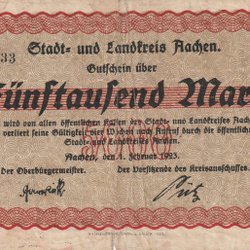 Stadt- und Landkreis Aachen.
33
Gutschein über
Fünftausend Mark
wird von allen öffentlichen Kassen des Stadt- und Landkreises Aachen
verliert seine Gültigkeit vier Wochen nach Aufruf durch die öffentlichen
Stadt- und Landkreises Aachen.
Aachen, den 1. Februar 1923.
Der Oberbürgermeister.
Der Vorsitzende des Kreisausschusses.